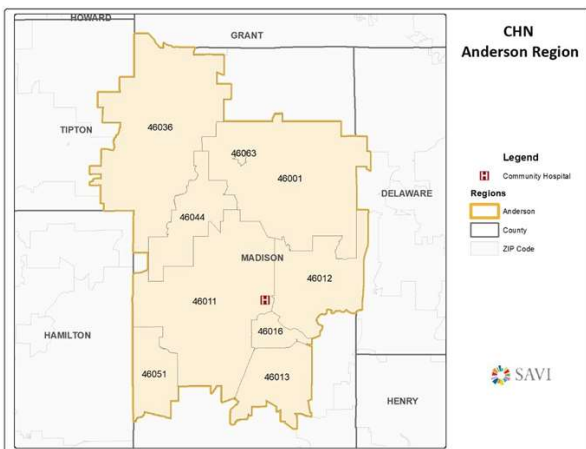 HOWARD
GRANT
CHN
Anderson Region
TIPTON
46036
46063
46001
Legend
H Community Hospital
Regions
DELAWARE
Anderson
County
ZIP Code
46044
MADISON
46012
46011
H
HAMILTON
46016
46051
46013
SAVI
HENRY